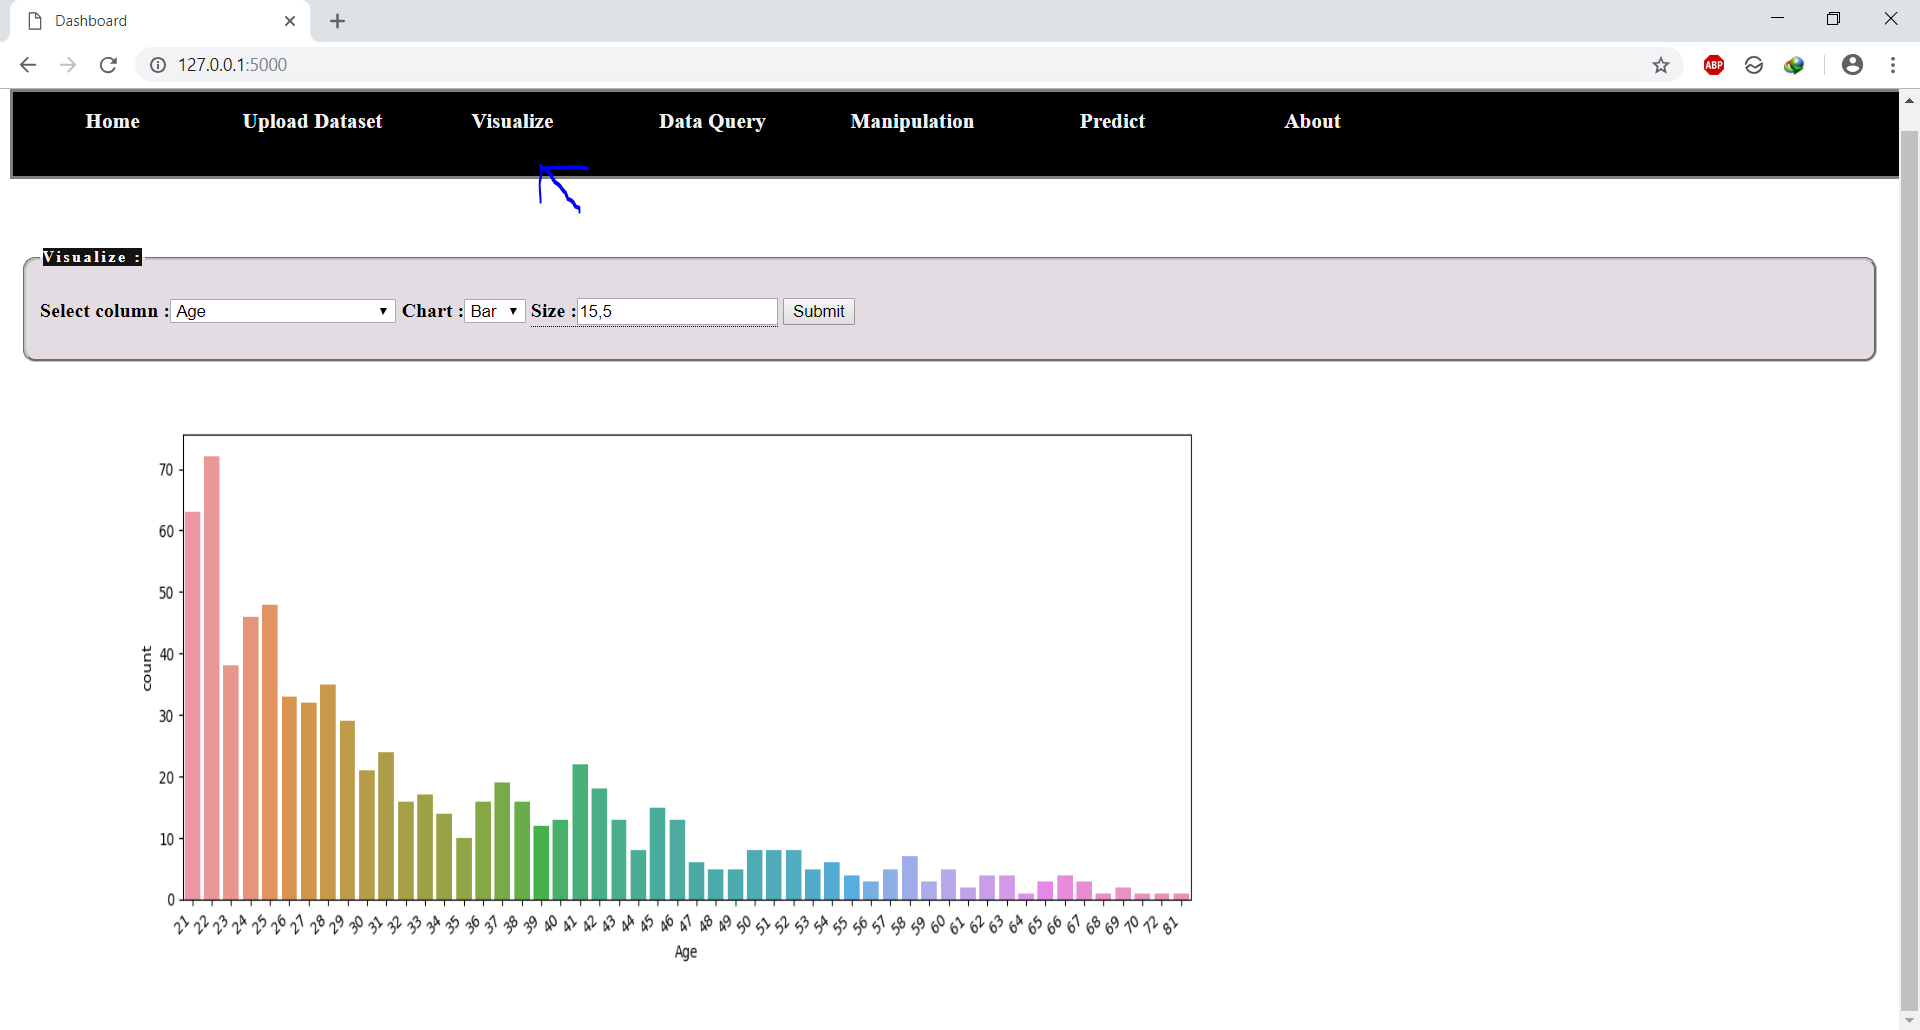 Dashboard
127.0.0.1:5000
ABP
Home Upload Dataset Visualize Data Query Manipulation Predict About
Visualize :
Select column : Age Chart : Bar Size : 15,5 Submit
70
60
50
40
30
20
10
0
count
21 22 23 24 25 26 27 28 29 30 31 32 33 34 35 36 37 38 39 40 41 42 43 44 45 46 47 48 49 50 51 52 53 54 55 56 57 58 59 60 61 62 63 64 65 66 67 68 69 70 72 81
Age